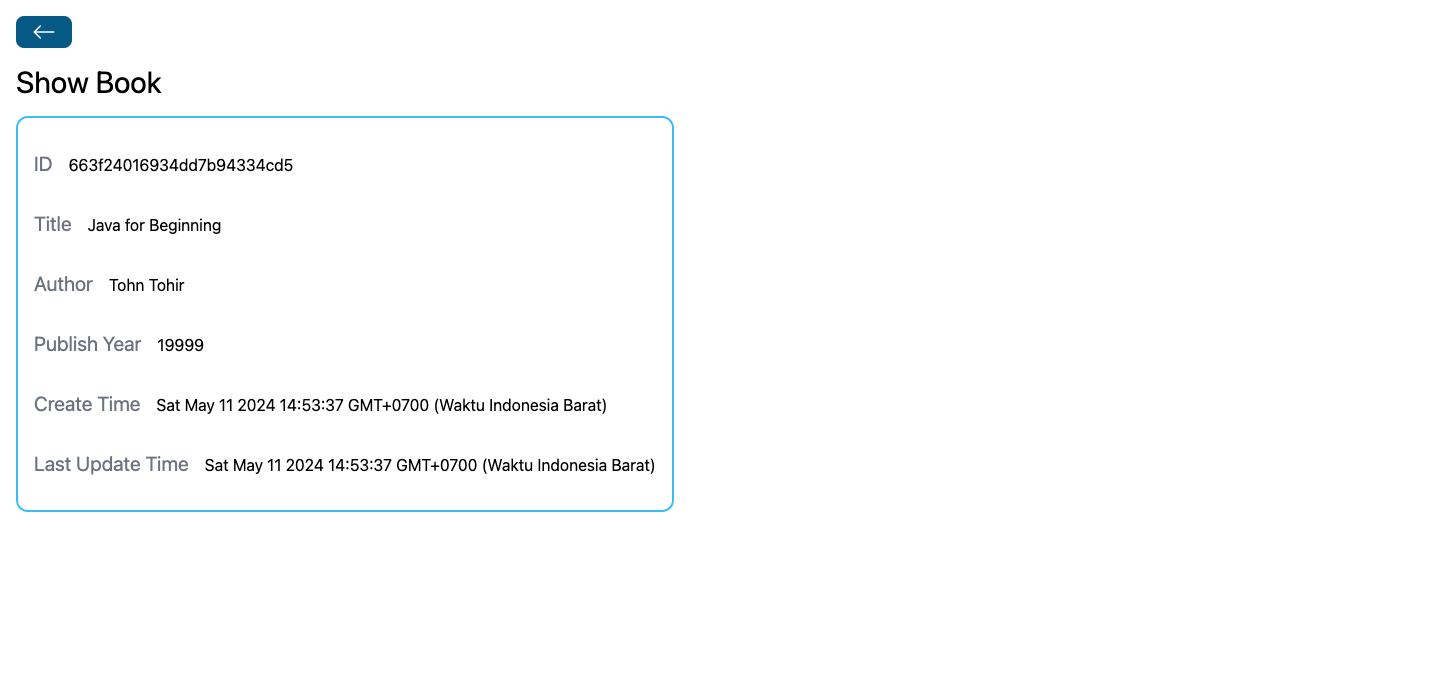 Show Book
ID 663f24016934dd7b94334cd5
Title Java for Beginning
Author Tohn Tohir
Publish Year 19999
Create Time Sat May 11 2024 14:53:37 GMT+0700 (Waktu Indonesia Barat)
Last Update Time Sat May 11 2024 14:53:37 GMT+0700 (Waktu Indonesia Barat)